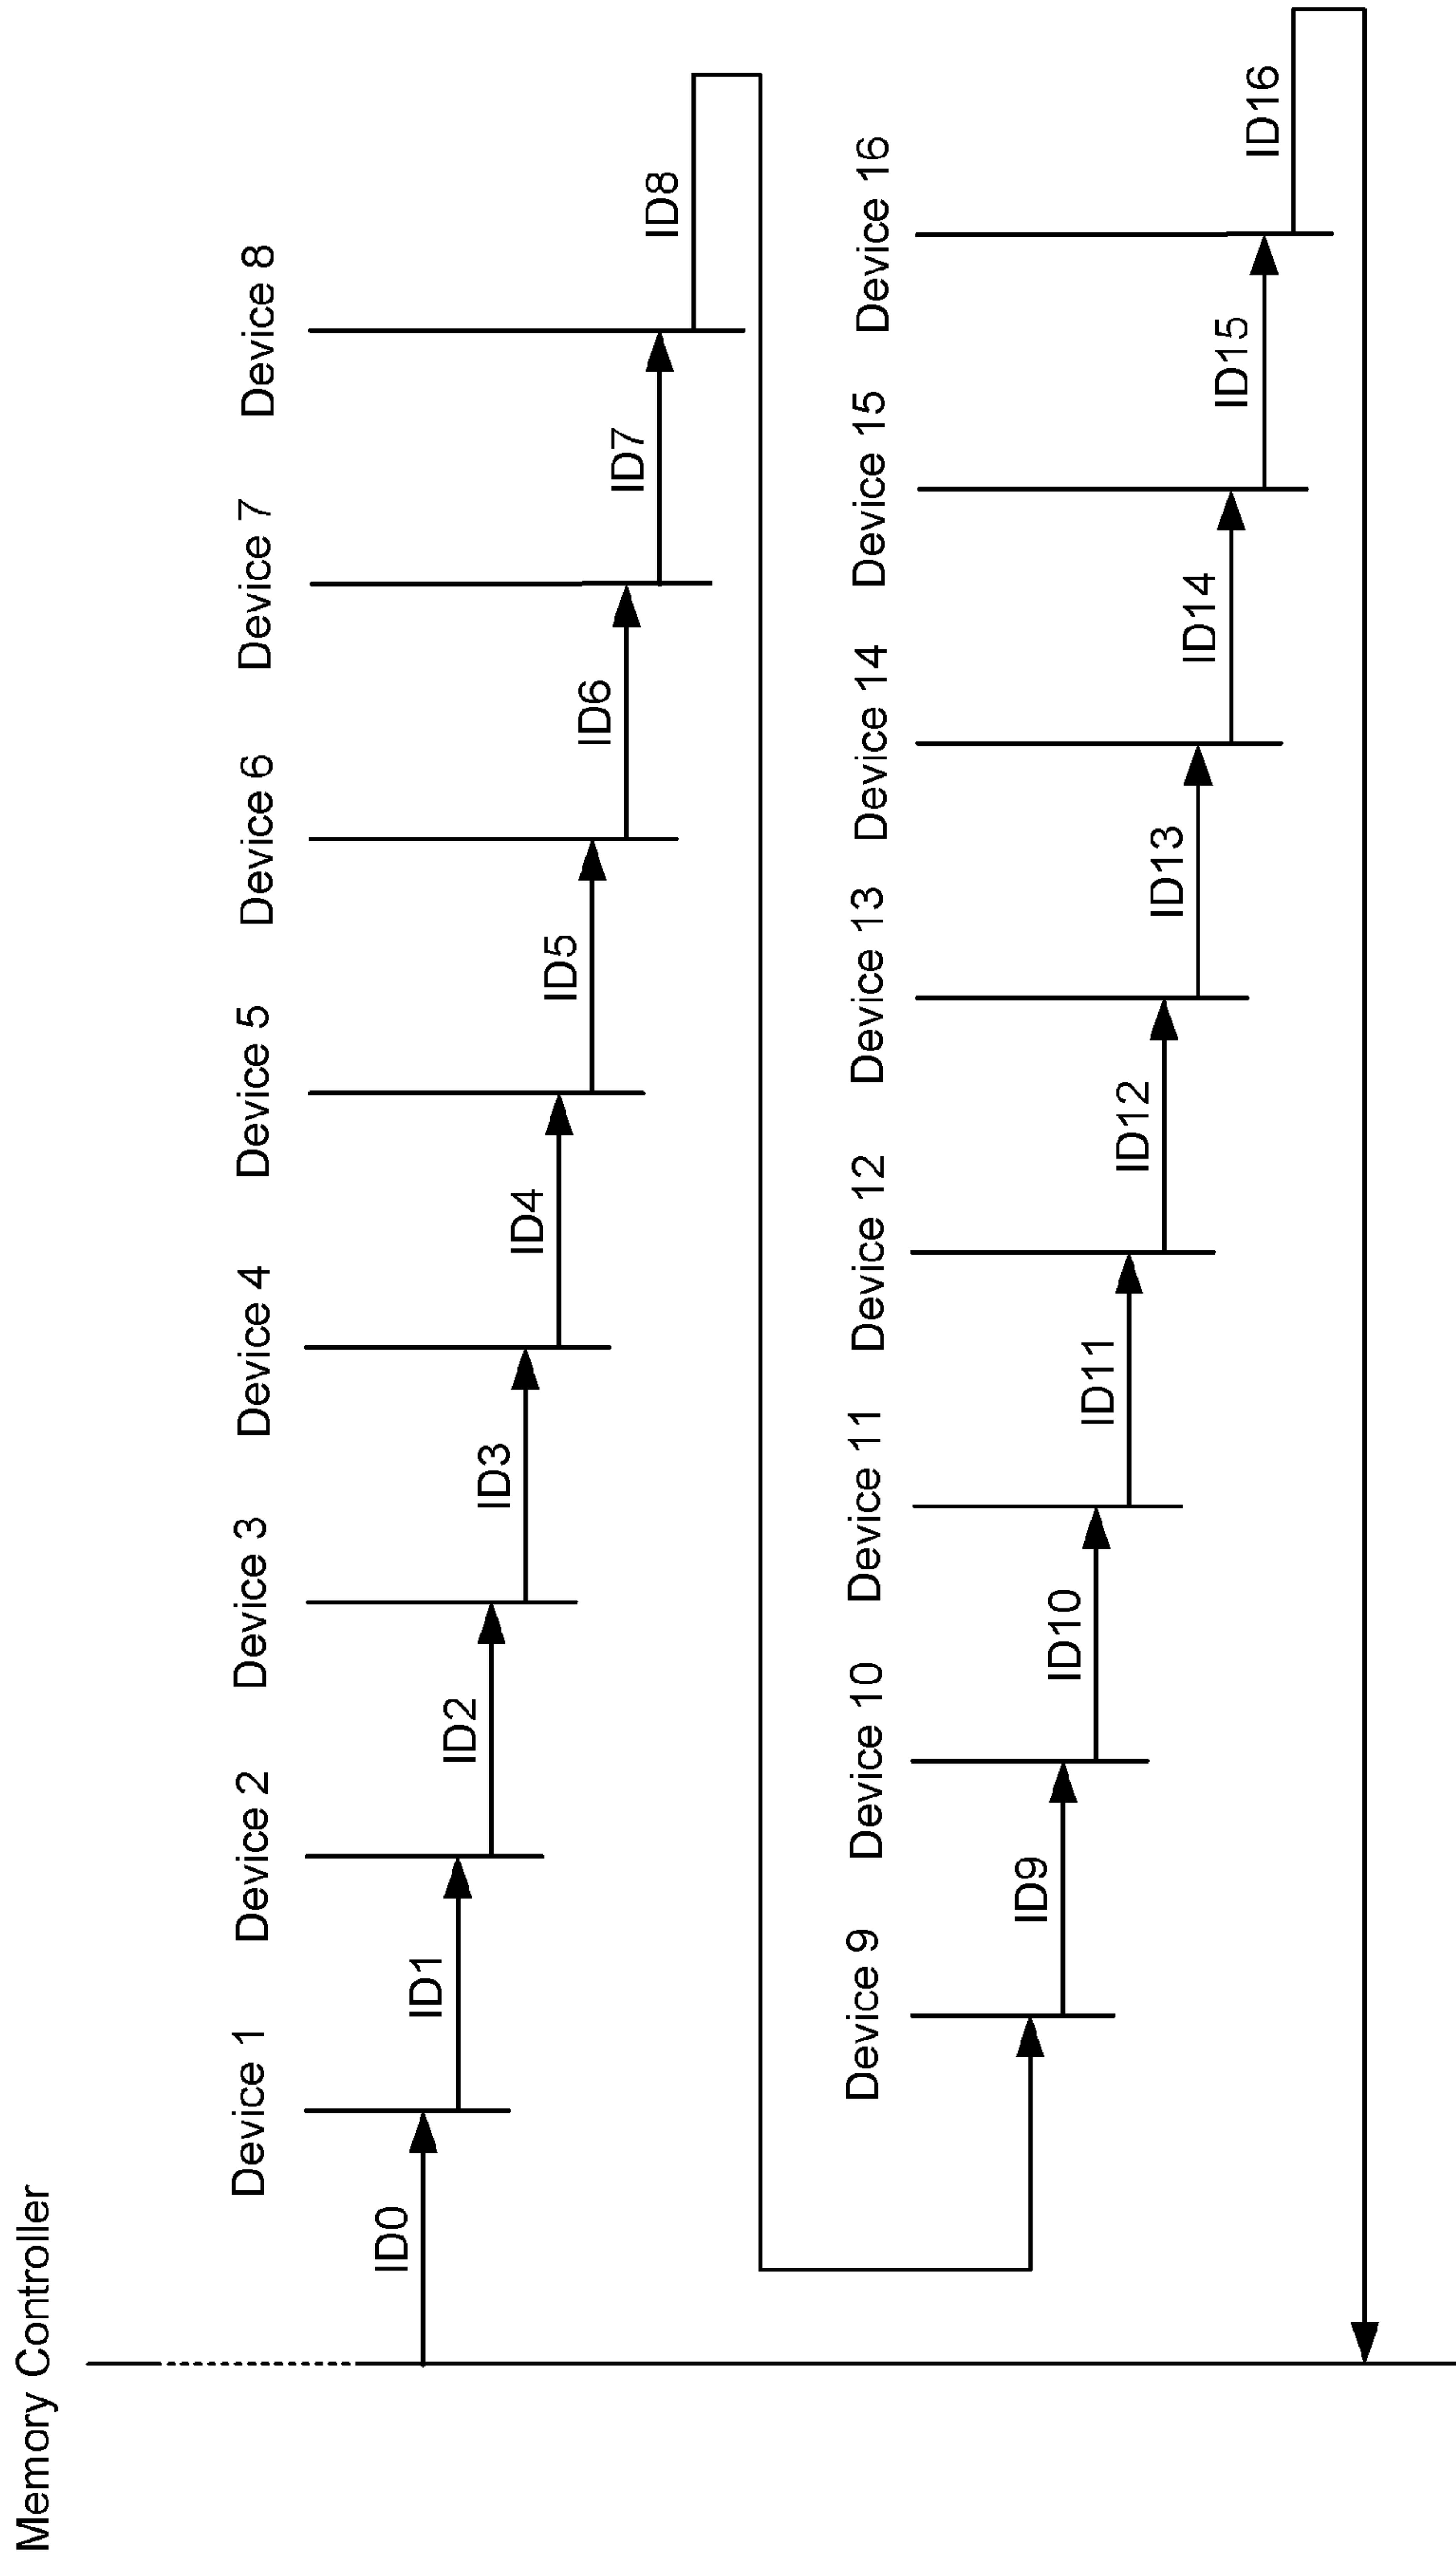 Memory Controller
Device 1
Device 2
Device 3
Device 4
Device 5
Device 6
Device 7
Device 8
ID0
ID1
ID2
ID3
ID4
ID5
ID6
ID7
ID8
Device 9
Device 10
Device 11
Device 12
Device 13
Device 14
Device 15
Device 16
ID9
ID10
ID11
ID12
ID13
ID14
ID15
ID16